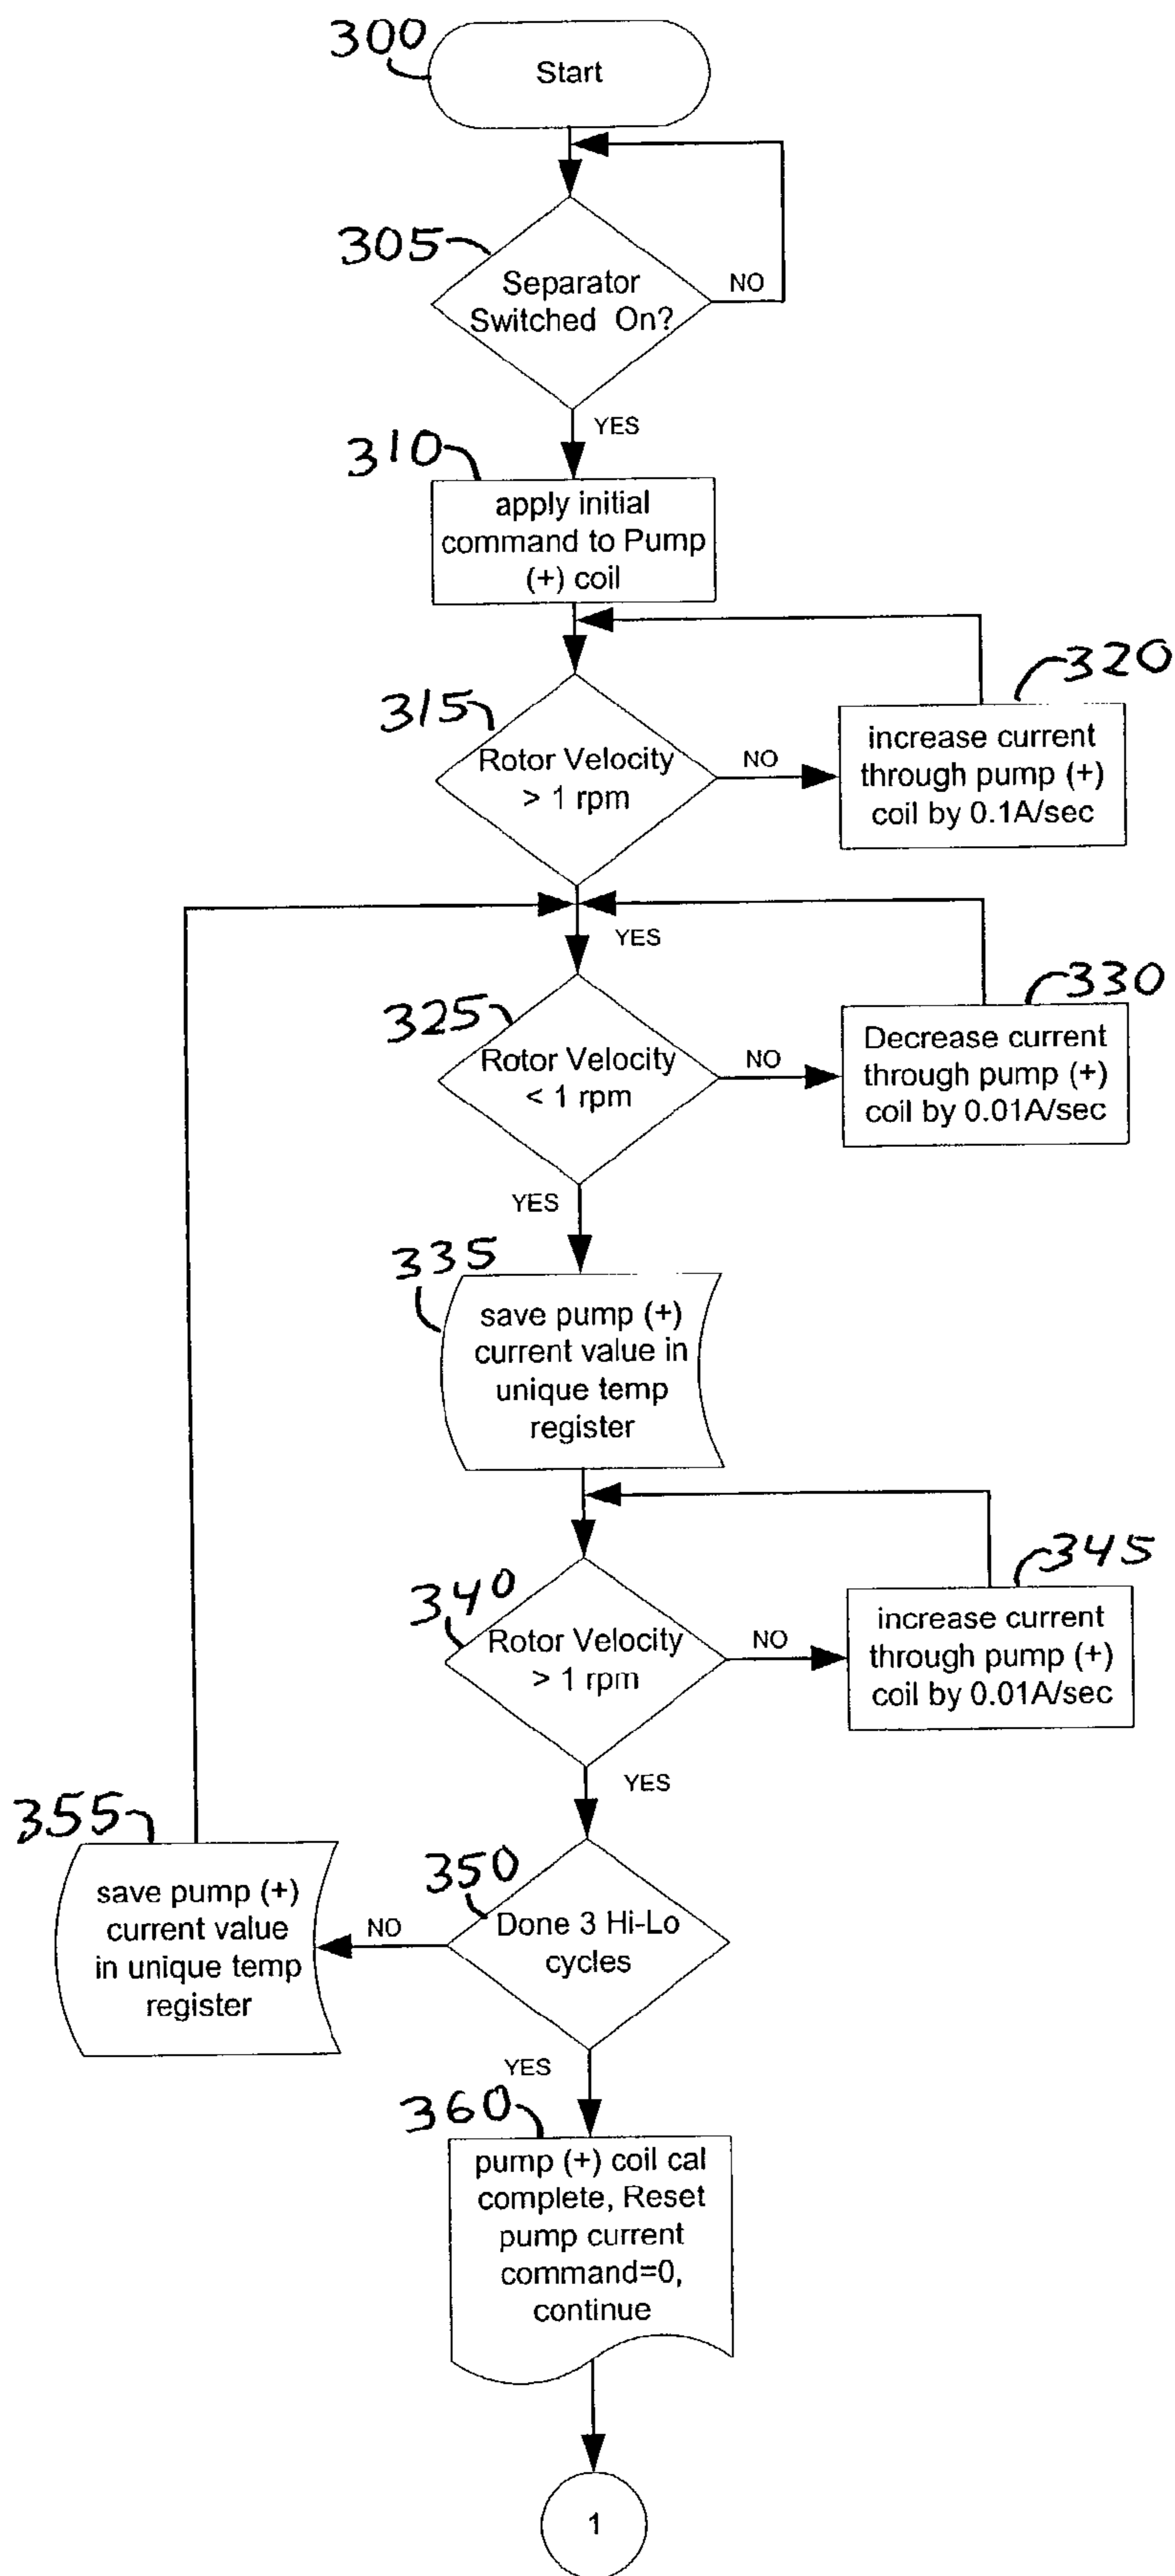 300
Start
305
Separator
Switched On?
NO
YES
310
apply initial
command to Pump
(+) coil
315
Rotor Velocity
> 1 rpm
NO
320
increase current
through pump (+)
coil by 0.1A/sec
YES
325
Rotor Velocity
< 1 rpm
NO
330
Decrease current
through pump (+)
coil by 0.01A/sec
YES
335
save pump (+)
current value in
unique temp
register
340
Rotor Velocity
> 1 rpm
NO
345
increase current
through pump (+)
coil by 0.01A/sec
YES
350
Done 3 Hi-Lo
cycles
NO
355
save pump (+)
current value
in unique temp
register
YES
360
pump (+) coil cal
complete, Reset
pump current
command=0,
continue
1